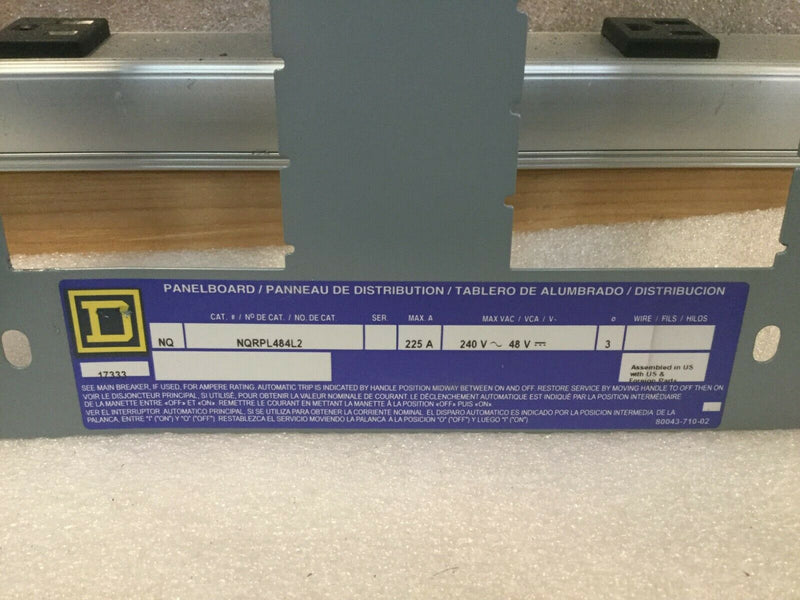 PANELBOARD / PANNEAU DE DISTRIBUTION / TABLERO DE ALUMBRADO / DISTRIBUCION
CAT. # / Nº DE CAT. / NO. DE CAT. SER. MAX. A MAX VAC / VCA / V~ ø WIRE / FILS / HILOS
D NQ NQRPL484L2 225 A 240 V ~ 48 V ⎓ 3
17333
Assembled in US
with US &
Foreign Parts
SEE MAIN BREAKER, IF USED, FOR AMPERE RATING. AUTOMATIC TRIP IS INDICATED BY HANDLE POSITION MIDWAY BETWEEN ON AND OFF. RESTORE SERVICE BY MOVING HANDLE TO OFF THEN ON.
VOIR LE DISJONCTEUR PRINCIPAL, SI UTILISÉ, POUR OBTENIR LA VALEUR NOMINALE DE COURANT. LE DÉCLENCHEMENT AUTOMATIQUE EST INDIQUÉ PAR LA POSITION INTERMÉDIAIRE
DE LA MANETTE ENTRE «OFF» ET «ON». REMETTRE LE COURANT EN METTANT LA MANETTE À LA POSITION «OFF» PUIS «ON».
VER EL INTERRUPTOR AUTOMATICO PRINCIPAL, SI SE UTILIZA PARA OBTENER LA CORRIENTE NOMINAL. EL DISPARO AUTOMATICO ES INDICADO POR LA POSICION INTERMEDIA DE LA
PALANCA, ENTRE "I" ("ON") Y "O" ("OFF"). RESTABLEZCA EL SERVICIO MOVIENDO LA PALANCA A LA POSICION "O" ("OFF") Y LUEGO "I" ("ON")
80043-710-02